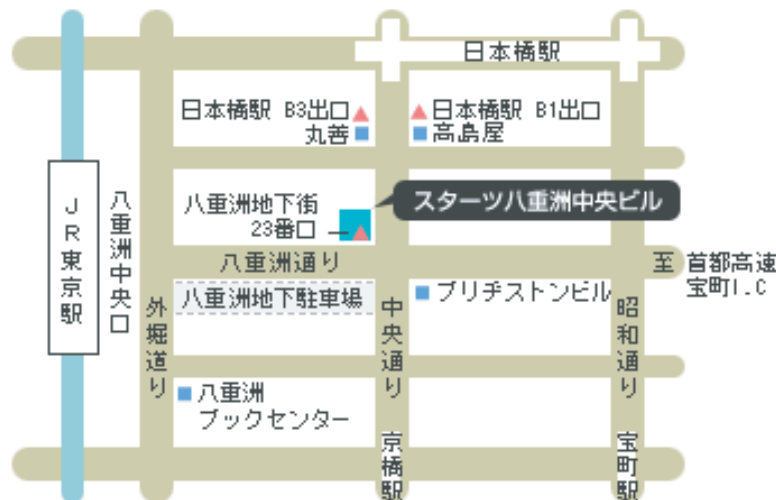 日本橋駅
日本橋駅 B3出口
丸善
日本橋駅 B1出口
高島屋
JR東京駅
八重洲中央口
八重洲地下街
23番口
スターツ八重洲中央ビル
八重洲通り
至 首都高速
宝町I.C
八重洲地下駐車場
ブリヂストンビル
外堀道り
中央通り
昭和通り
八重洲
ブックセンター
京橋駅
宝町駅